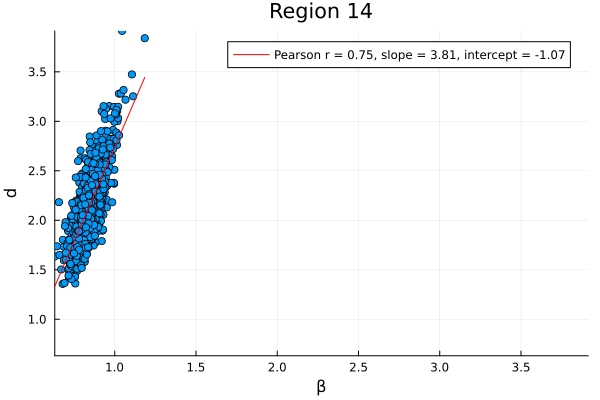 Region 14
Pearson r = 0.75, slope = 3.81, intercept = -1.07
d
3.5
3.0
2.5
2.0
1.5
1.0
1.0 1.5 2.0 2.5 3.0 3.5
β